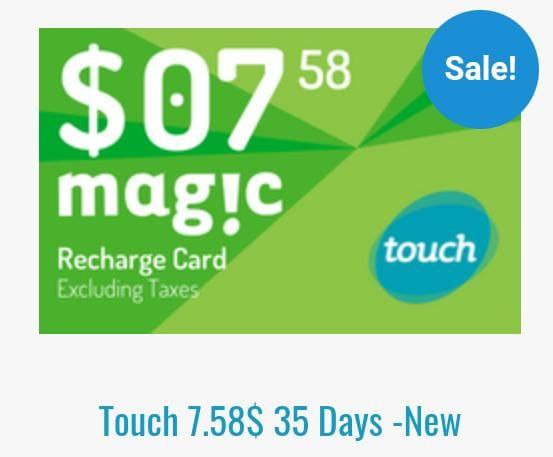 $07 58
Sale!
mag!c
Recharge Card
Excluding Taxes
touch
Touch 7.58$ 35 Days -New